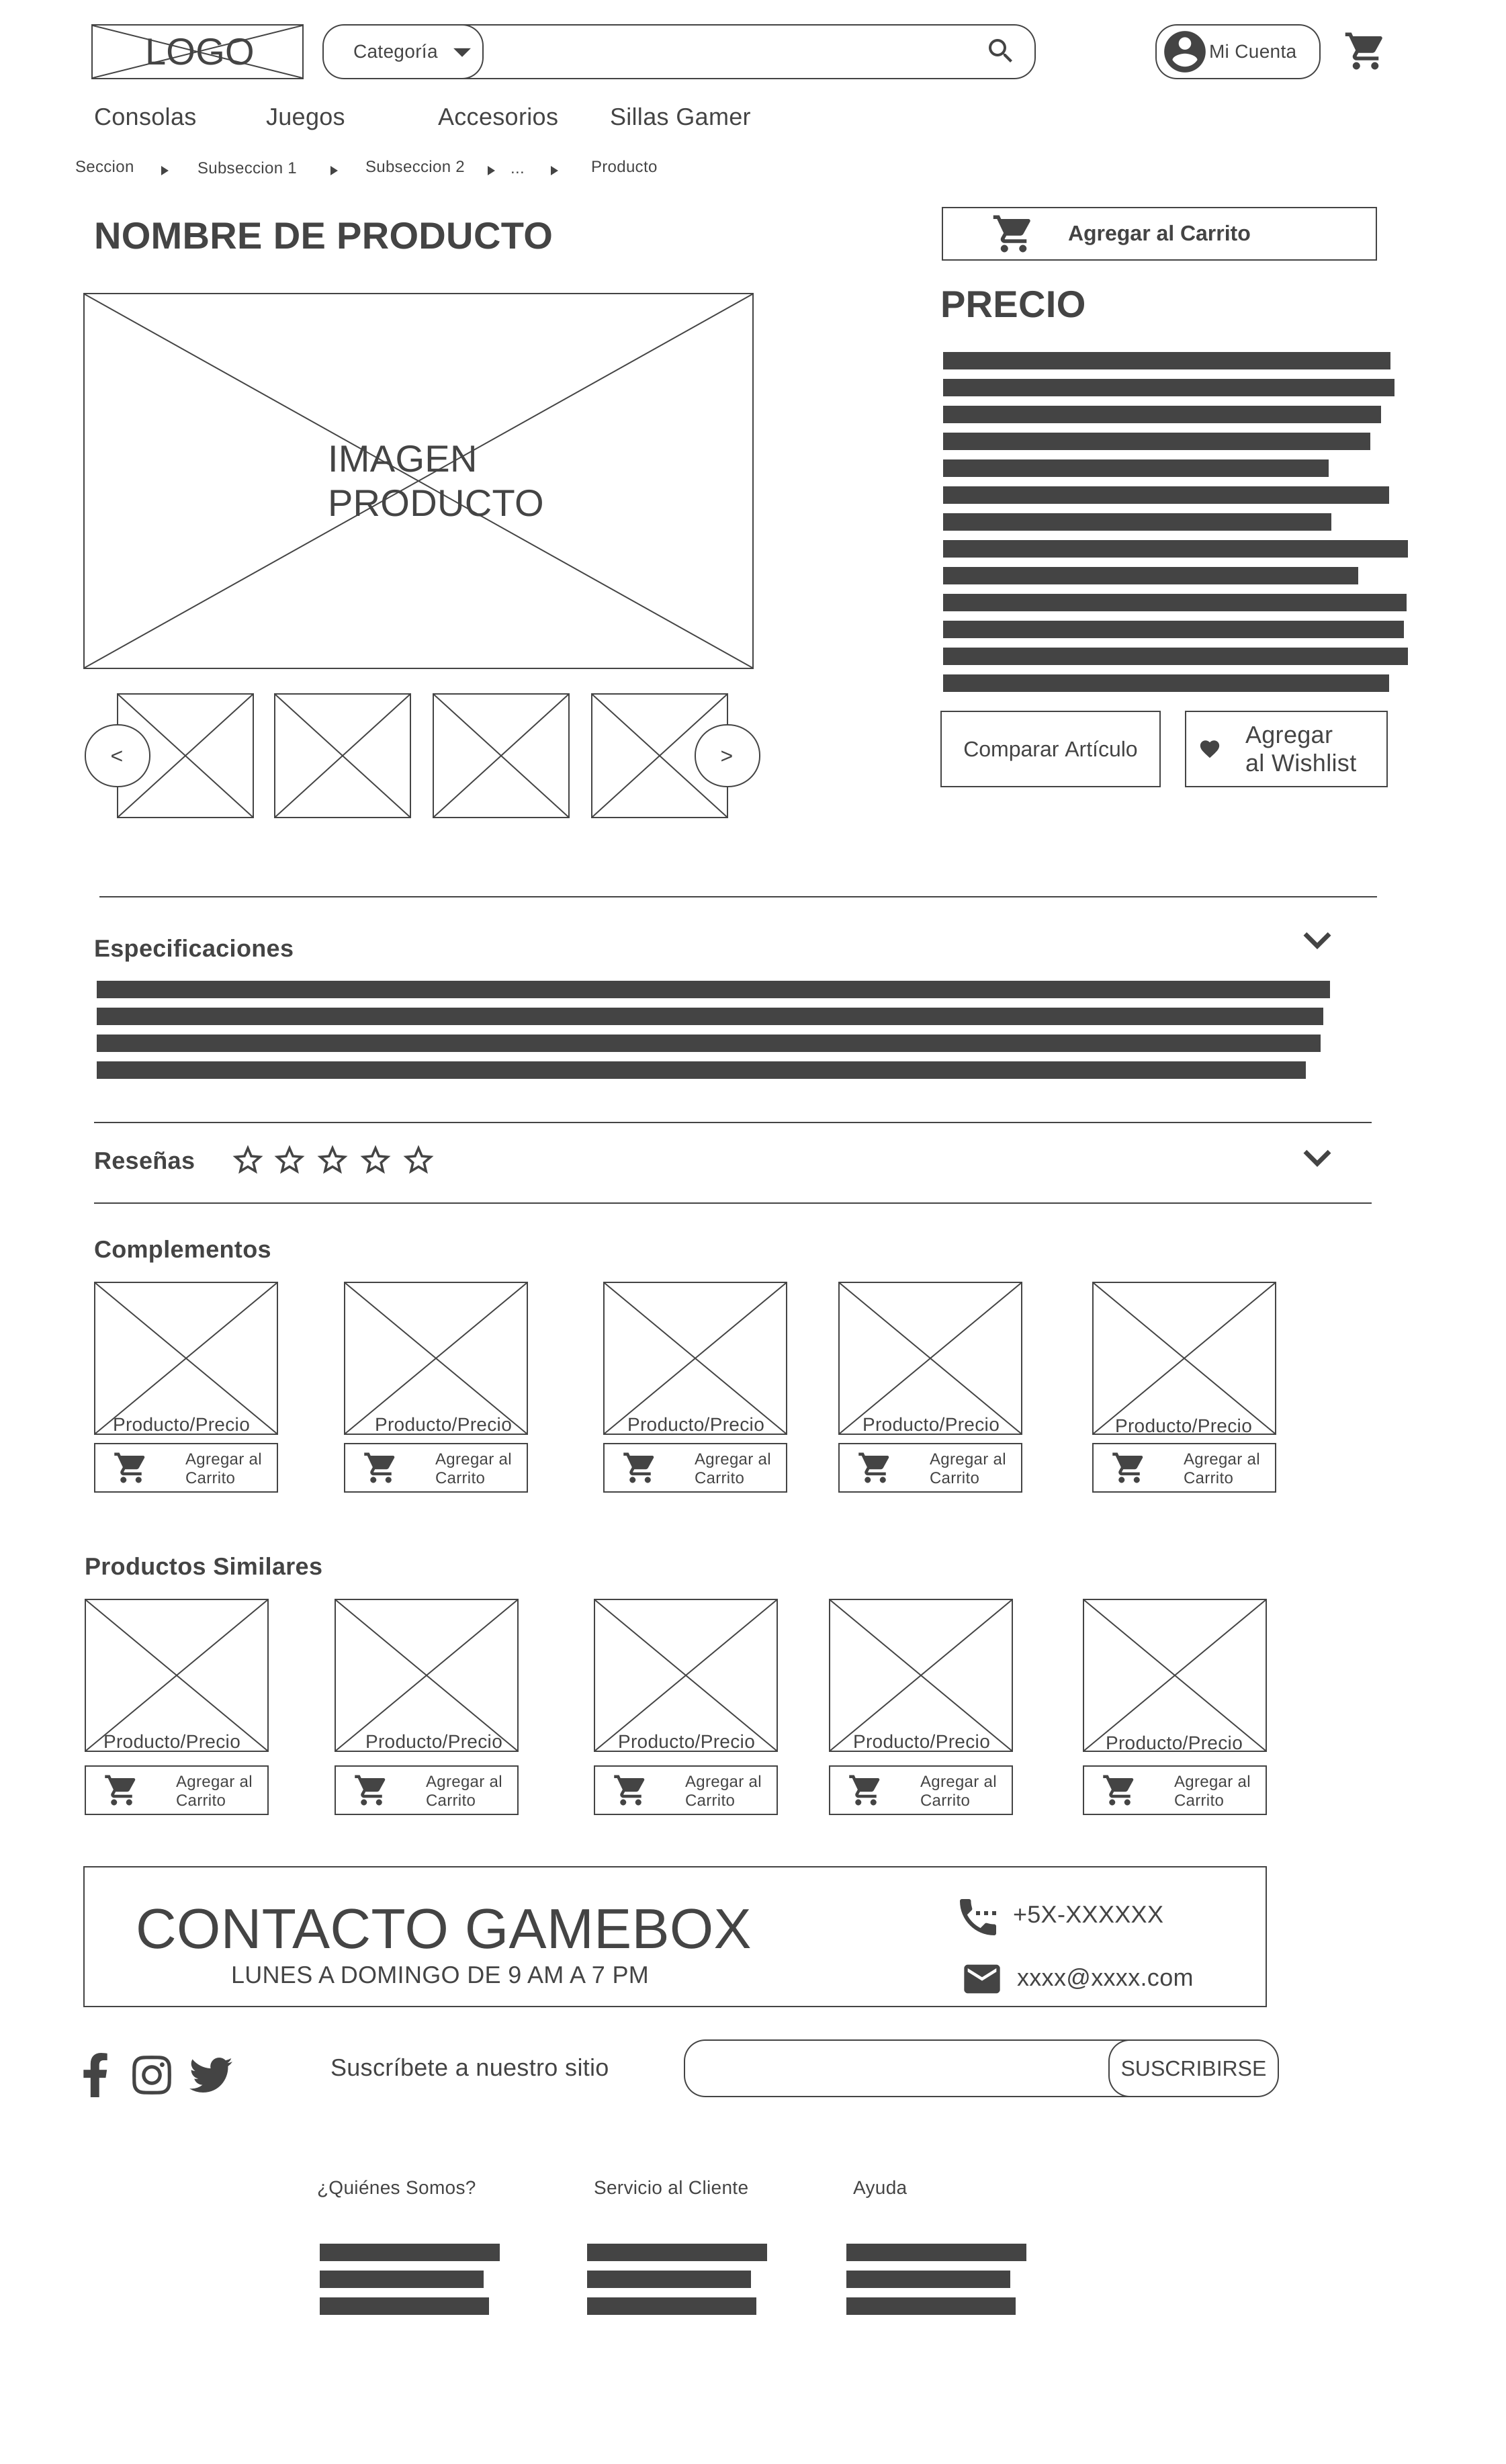 LOGO
Categoría
Mi Cuenta
Consolas
Juegos
Accesorios
Sillas Gamer
Seccion
Subseccion 1
Subseccion 2
...
Producto
NOMBRE DE PRODUCTO
Agregar al Carrito
PRECIO
IMAGEN
PRODUCTO
<
>
Comparar Artículo
Agregar
al Wishlist
Especificaciones
Reseñas
Complementos
Producto/Precio
Producto/Precio
Producto/Precio
Producto/Precio
Producto/Precio
Agregar al
Carrito
Agregar al
Carrito
Agregar al
Carrito
Agregar al
Carrito
Agregar al
Carrito
Productos Similares
Producto/Precio
Producto/Precio
Producto/Precio
Producto/Precio
Producto/Precio
Agregar al
Carrito
Agregar al
Carrito
Agregar al
Carrito
Agregar al
Carrito
Agregar al
Carrito
CONTACTO GAMEBOX
LUNES A DOMINGO DE 9 AM A 7 PM
+5X-XXXXXX
xxxx@xxxx.com
Suscríbete a nuestro sitio
SUSCRIBIRSE
¿Quiénes Somos?
Servicio al Cliente
Ayuda